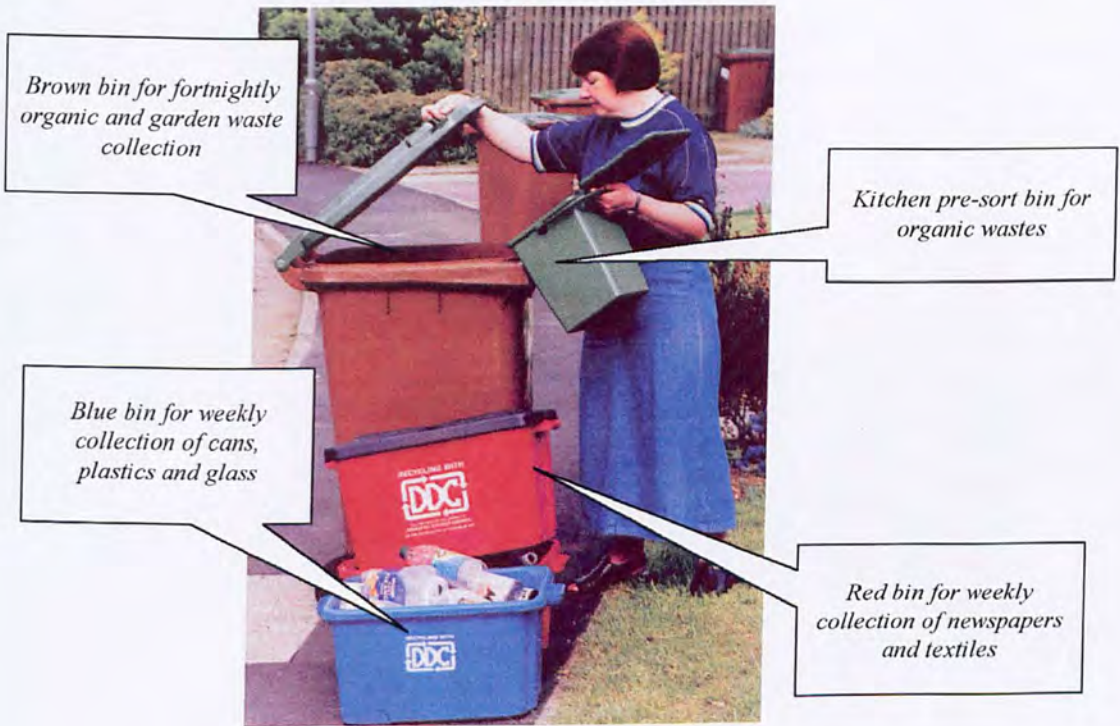 Brown bin for fortnightly
organic and garden waste
collection
Kitchen pre-sort bin for
organic wastes
Blue bin for weekly
collection of cans,
plastics and glass
RECYCLING WITH
DDC
RECYCLING WITH
DDC
Red bin for weekly
collection of newspapers
and textiles